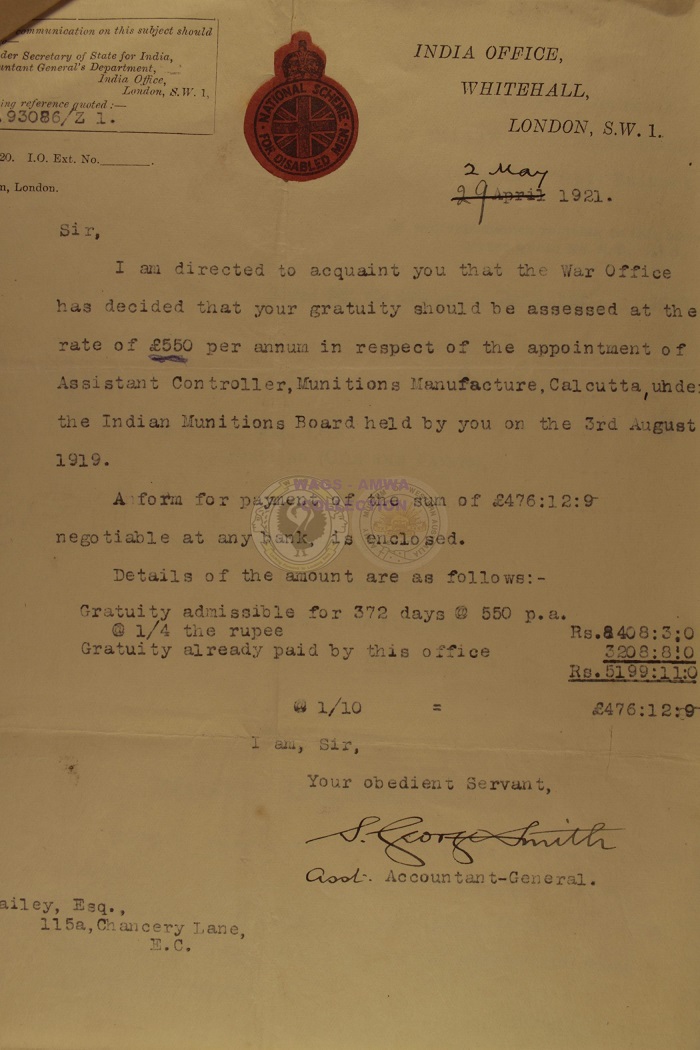 communication on this subject should
der Secretary of State for India,
untant General's Department,
India Office,
London, S.W. 1,
ing reference quoted :—
93086/Z 1.
20. I.O. Ext. No.
n, London.
NATIONAL SCHEME
FOR DISABLED MEN
INDIA OFFICE,
WHITEHALL,
LONDON, S.W. 1.
2 May
29 April 1921.
Sir,
I am directed to acquaint you that the War Office
has decided that your gratuity should be assessed at the
rate of £550 per annum in respect of the appointment of
Assistant Controller, Munitions Manufacture, Calcutta, under
the Indian Munitions Board held by you on the 3rd August
1919.
WAGS - AMWA
COLLECTION
A form for payment of the sum of £476:12:9
negotiable at any bank, is enclosed.
Details of the amount are as follows:-
Gratuity admissible for 372 days @ 550 p.a.
@ 1/4 the rupee Rs.8408:3:0
Gratuity already paid by this office 3208:8:0
Rs.5199:11:0
@ 1/10 = £476:12:9
I am, Sir,
Your obedient Servant,
S. George Smith
Asst. Accountant-General.
ailey, Esq.,
115a, Chancery Lane,
E.C.